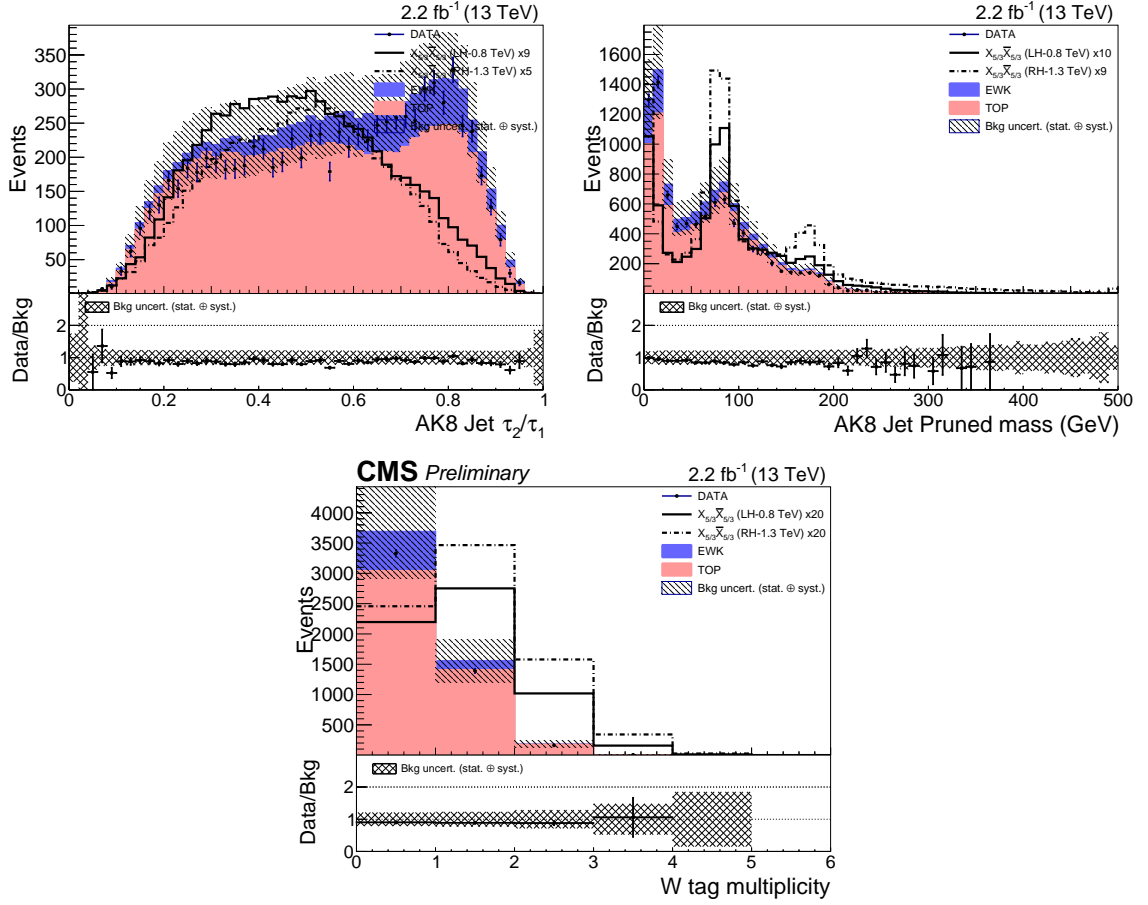 2.2 fb⁻¹ (13 TeV)
DATA
X₅/₃X̅₅/₃ (LH-0.8 TeV) x9
X₅/₃X̅₅/₃ (RH-1.3 TeV) x5
EWK
TOP
Bkg uncert. (stat. ⊕ syst.)
Events
350
300
250
200
150
100
50
Bkg uncert. (stat. ⊕ syst.)
Data/Bkg
2
1
0
0 0.2 0.4 0.6 0.8 1
AK8 Jet τ₂/τ₁
2.2 fb⁻¹ (13 TeV)
DATA
X₅/₃X̅₅/₃ (LH-0.8 TeV) x10
X₅/₃X̅₅/₃ (RH-1.3 TeV) x9
EWK
TOP
Bkg uncert. (stat. ⊕ syst.)
Events
1600
1400
1200
1000
800
600
400
200
Bkg uncert. (stat. ⊕ syst.)
Data/Bkg
2
1
0
0 100 200 300 400 500
AK8 Jet Pruned mass (GeV)
CMS Preliminary 2.2 fb⁻¹ (13 TeV)
DATA
X₅/₃X̅₅/₃ (LH-0.8 TeV) x20
X₅/₃X̅₅/₃ (RH-1.3 TeV) x20
EWK
TOP
Bkg uncert. (stat. ⊕ syst.)
Events
4000
3500
3000
2500
2000
1500
1000
500
Bkg uncert. (stat. ⊕ syst.)
Data/Bkg
2
1
0
0 1 2 3 4 5 6
W tag multiplicity